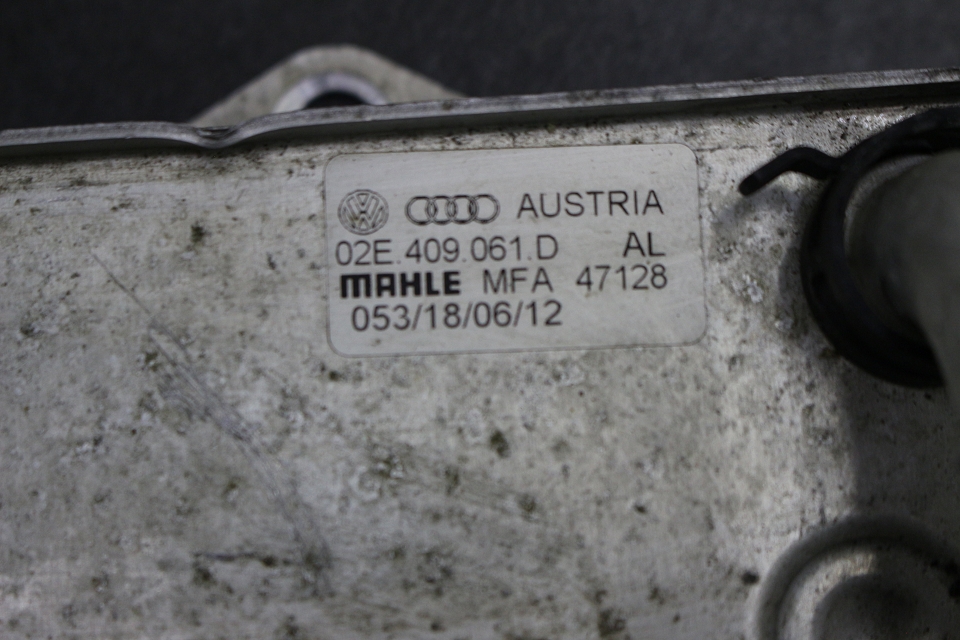 AUSTRIA
02E.409.061.D AL
MAHLE MFA 47128
053/18/06/12